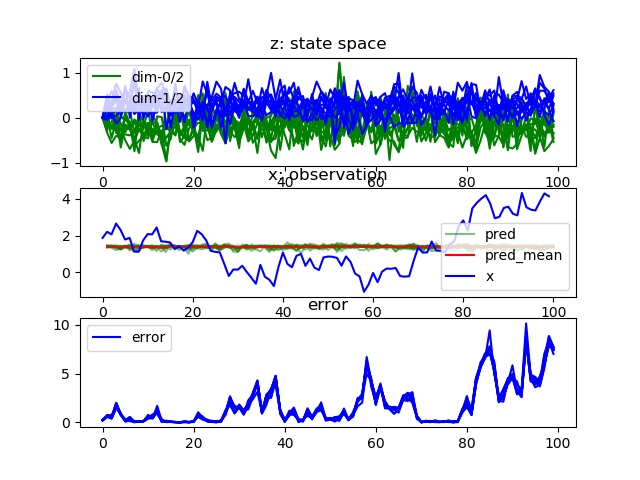 z: state space
1
0
−1
dim-0/2
dim-1/2
0 20 40 60 80 100
x: observation
4
2
0
pred
pred_mean
x
0 20 40 60 80 100
error
10
5
0
error
0 20 40 60 80 100